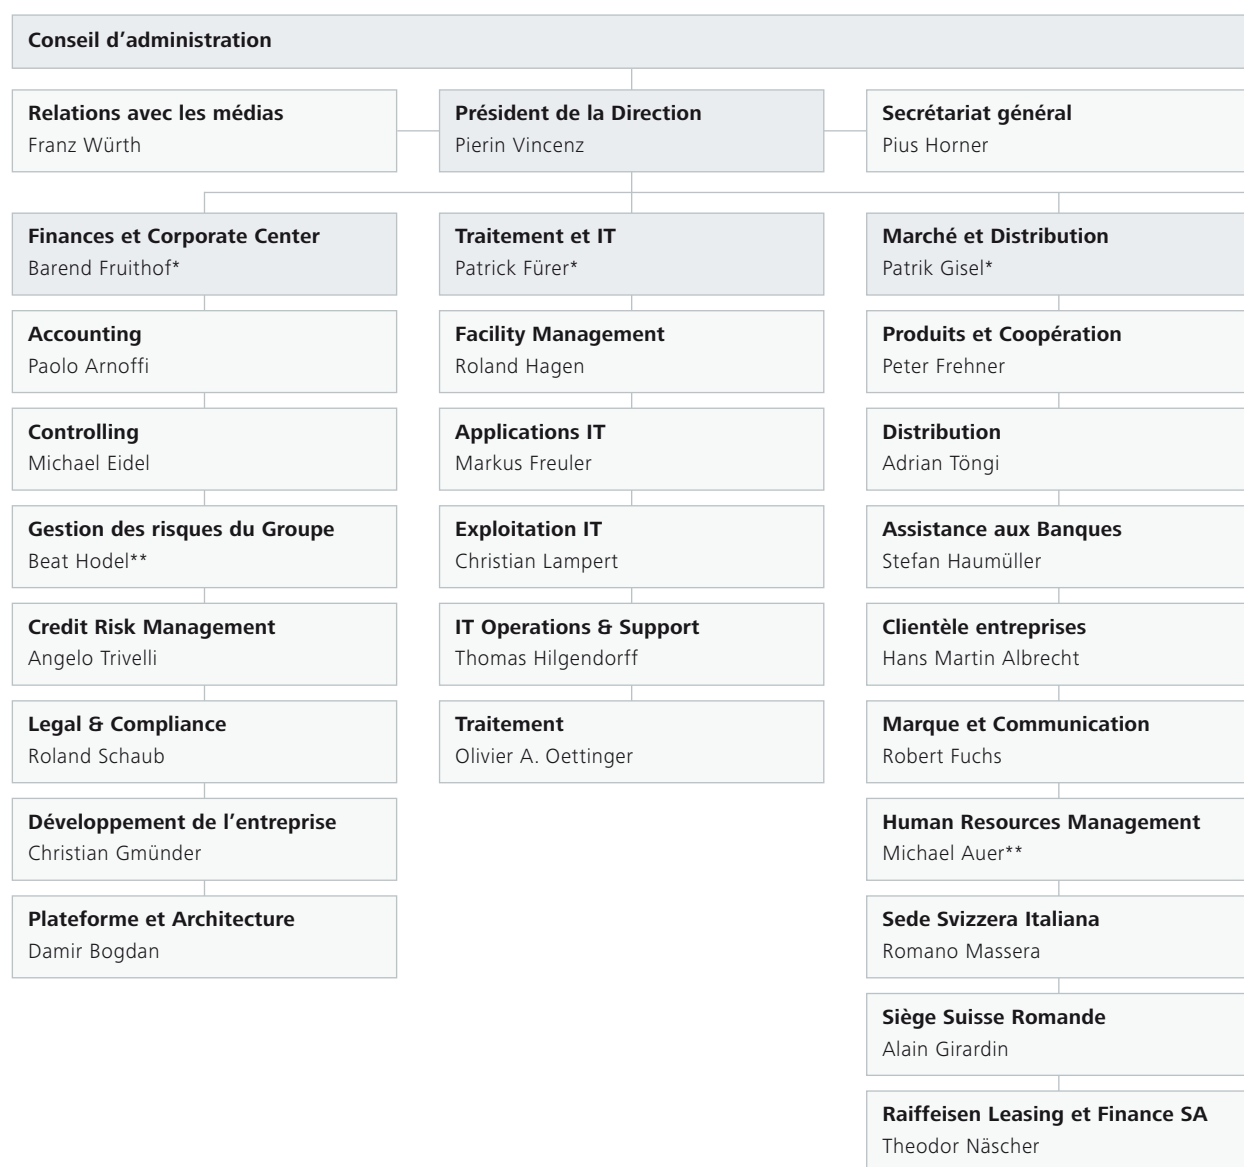 Conseil d’administration
Relations avec les médias
Franz Würth
Président de la Direction
Pierin Vincenz
Secrétariat général
Pius Horner
Finances et Corporate Center
Barend Fruithof*
Accounting
Paolo Arnoffi
Controlling
Michael Eidel
Gestion des risques du Groupe
Beat Hodel**
Credit Risk Management
Angelo Trivelli
Legal & Compliance
Roland Schaub
Développement de l’entreprise
Christian Gmünder
Plateforme et Architecture
Damir Bogdan
Traitement et IT
Patrick Fürer*
Facility Management
Roland Hagen
Applications IT
Markus Freuler
Exploitation IT
Christian Lampert
IT Operations & Support
Thomas Hilgendorff
Traitement
Olivier A. Oettinger
Marché et Distribution
Patrik Gisel*
Produits et Coopération
Peter Frehner
Distribution
Adrian Töngi
Assistance aux Banques
Stefan Haumüller
Clientèle entreprises
Hans Martin Albrecht
Marque et Communication
Robert Fuchs
Human Resources Management
Michael Auer**
Sede Svizzera Italiana
Romano Massera
Siège Suisse Romande
Alain Girardin
Raiffeisen Leasing et Finance SA
Theodor Näscher